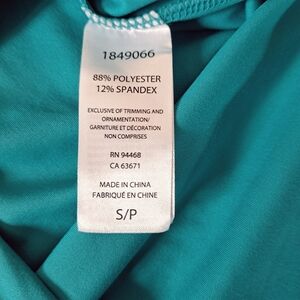 1849066
88% POLYESTER
12% SPANDEX
EXCLUSIVE OF TRIMMING AND
ORNAMENTATION/
GARNITURE ET DÉCORATION
NON COMPRISES
RN 94468
CA 63671
MADE IN CHINA
FABRIQUÉ EN CHINE
S/P